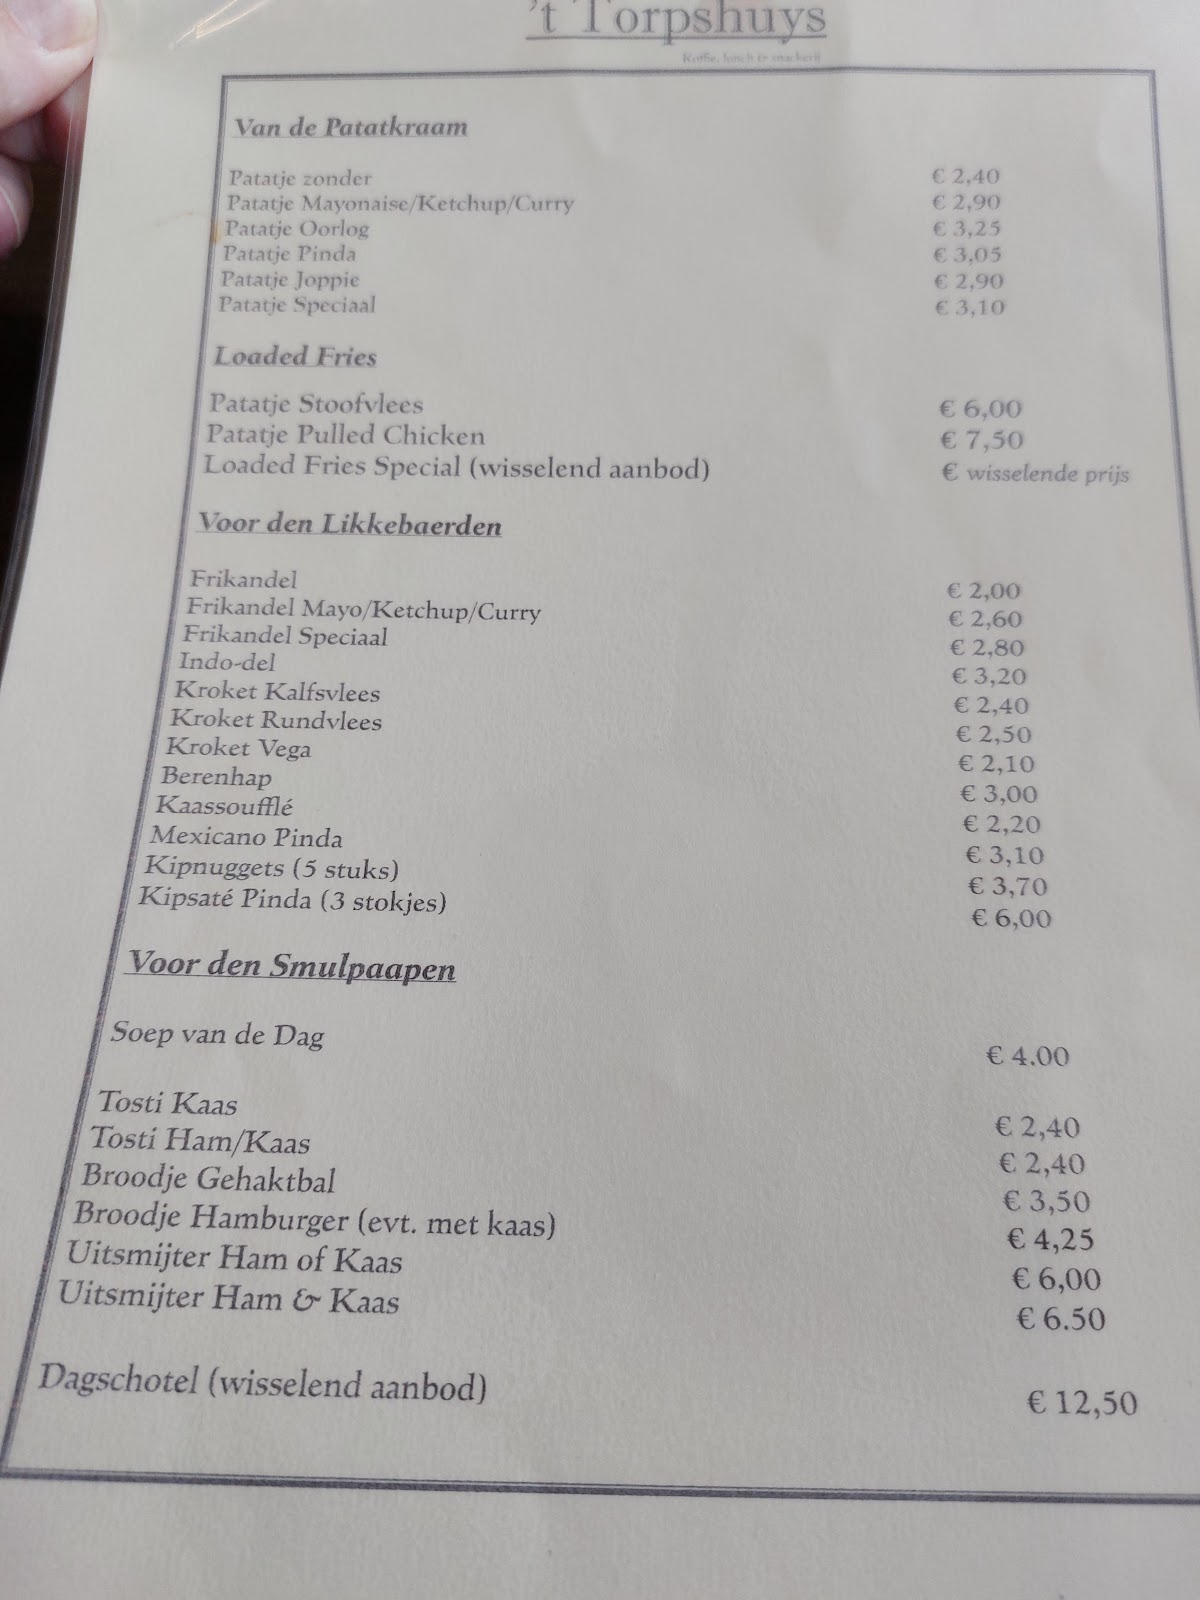 't Torpshuys
Koffie, lunch & snackerij
Van de Patatkraam
Patatje zonder € 2,40
Patatje Mayonaise/Ketchup/Curry € 2,90
Patatje Oorlog € 3,25
Patatje Pinda € 3,05
Patatje Joppie € 2,90
Patatje Speciaal € 3,10
Loaded Fries
Patatje Stoofvlees € 6,00
Patatje Pulled Chicken € 7,50
Loaded Fries Special (wisselend aanbod) € wisselende prijs
Voor den Likkebaerden
Frikandel € 2,00
Frikandel Mayo/Ketchup/Curry € 2,60
Frikandel Speciaal € 2,80
Indo-del € 3,20
Kroket Kalfsvlees € 2,40
Kroket Rundvlees € 2,50
Kroket Vega € 2,10
Berenhap € 3,00
Kaassoufflé € 2,20
Mexicano Pinda € 3,10
Kipnuggets (5 stuks) € 3,70
Kipsaté Pinda (3 stokjes) € 6,00
Voor den Smulpaapen
Soep van de Dag € 4.00
Tosti Kaas € 2,40
Tosti Ham/Kaas € 2,40
Broodje Gehaktbal € 3,50
Broodje Hamburger (evt. met kaas) € 4,25
Uitsmijter Ham of Kaas € 6,00
Uitsmijter Ham & Kaas € 6.50
Dagschotel (wisselend aanbod) € 12,50